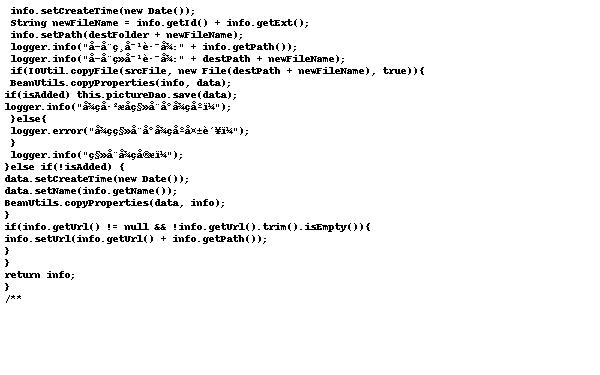 info.setCreateTime(new Date());
String newFileName = info.getId() + info.getExt();
info.setPath(destFolder + newFileName);
logger.info("å­å¨ç¸å¯¹è·¯å¾:" + info.getPath());
logger.info("å­å¨ç»å¯¹è·¯å¾:" + destPath + newFileName);
if(IOUtil.copyFile(srcFile, new File(destPath + newFileName), true)){
BeanUtils.copyProperties(info, data);
if(isAdded) this.pictureDao.save(data);
logger.info("å¾çå·²æåç§»å¨å°å¾çåºï¼");
}else{
logger.error("å¾çç§»å¨å°å¾çåºå¤±è´¥ï¼");
}
logger.info("ç§»å¨å¾çå®æï¼");
}else if(!isAdded) {
data.setCreateTime(new Date());
data.setName(info.getName());
BeanUtils.copyProperties(data, info);
}
if(info.getUrl() != null && !info.getUrl().trim().isEmpty()){
info.setUrl(info.getUrl() + info.getPath());
}
}
return info;
}
/**